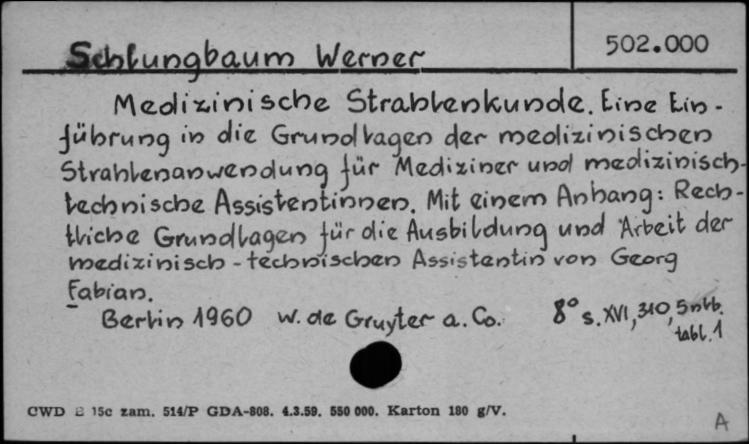 Schlungbaum Werner
502.000
Medizinische Strahlenkunde. Eine Ein-
führung in die Grundlagen der medizinischen
Strahlenanwendung für Mediziner und medizinisch-
technische Assistentinnen. Mit einem Anhang: Rech-
tliche Grundlagen für die Ausbildung und Arbeit der
medizinisch-technischen Assistentin von Georg
Fabian.
Berlin 1960 W. de Gruyter a. Co. 8° s. XVI, 310, 5 nlb.
tabl. 1
CWD E 15c zam. 514/P GDA-808. 4.3.59. 550 000. Karton 180 g/V.
A